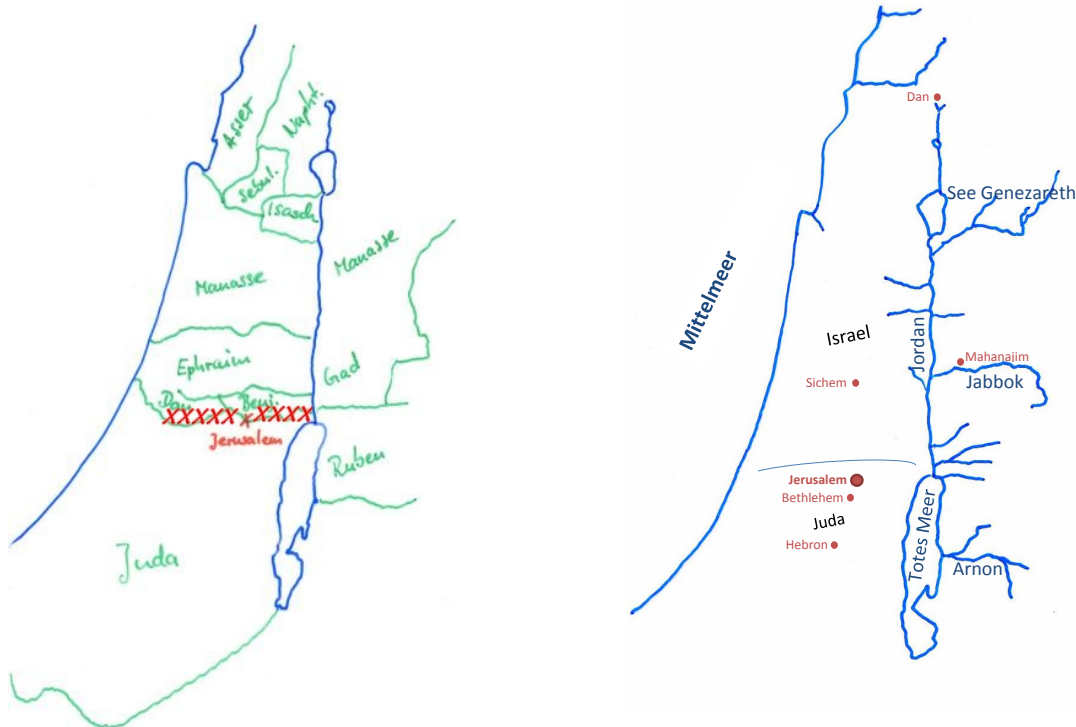 Asser
Napht.
Sebul.
Isasch
Manasse
Manasse
Ephraim
Gad
Dan
Beni.
XXXXX x XXXX
Jerusalem
Ruben
Juda
Dan
See Genezareth
Mittelmeer
Israel
Jordan
Mahanajim
Sichem
Jabbok
Jerusalem
Bethlehem
Juda
Totes Meer
Hebron
Arnon